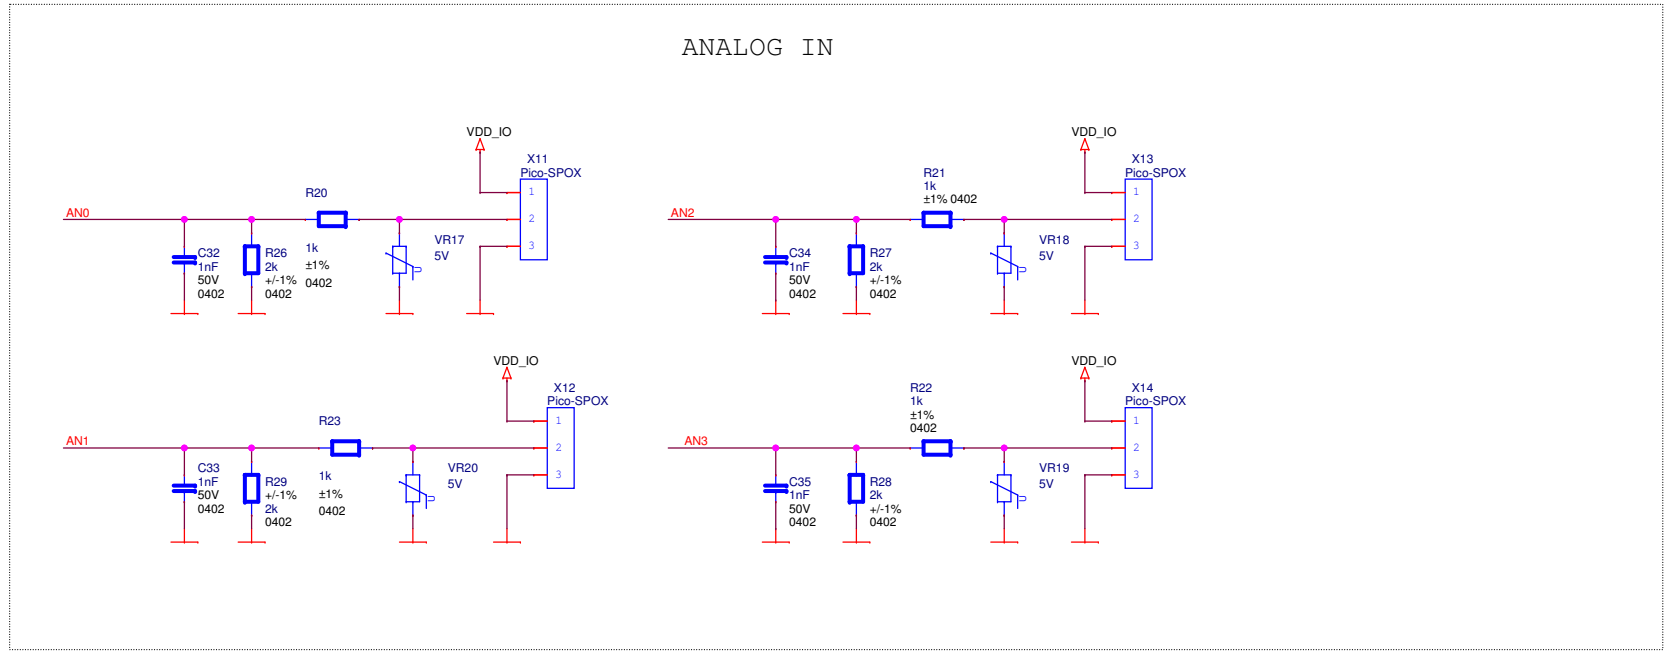 ANALOG IN
VDD_IO
X11
Pico-SPOX
R20
1
AN0
2
VR17
5V
3
C32
1nF
50V
0402
R26
2k
+/-1%
0402
1k
±1%
0402
U
VDD_IO
X13
Pico-SPOX
R21
1k
±1% 0402
1
AN2
2
VR18
5V
3
C34
1nF
50V
0402
R27
2k
+/-1%
0402
U
VDD_IO
X12
Pico-SPOX
R23
1
AN1
2
VR20
5V
3
C33
1nF
50V
0402
R29
+/-1%
2k
0402
1k
±1%
0402
U
VDD_IO
X14
Pico-SPOX
R22
1k
±1%
0402
1
AN3
2
VR19
5V
3
C35
1nF
50V
0402
R28
2k
+/-1%
0402
U